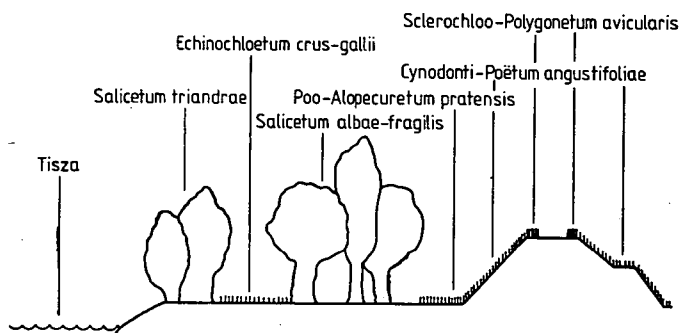 Sclerochloo-Polygonetum avicularis
Echinochloetum crus-gallii
Cynodonti-Poëtum angustifoliae
Salicetum triandrae
Poo-Alopecuretum pratensis
Salicetum albae-fragilis
Tisza